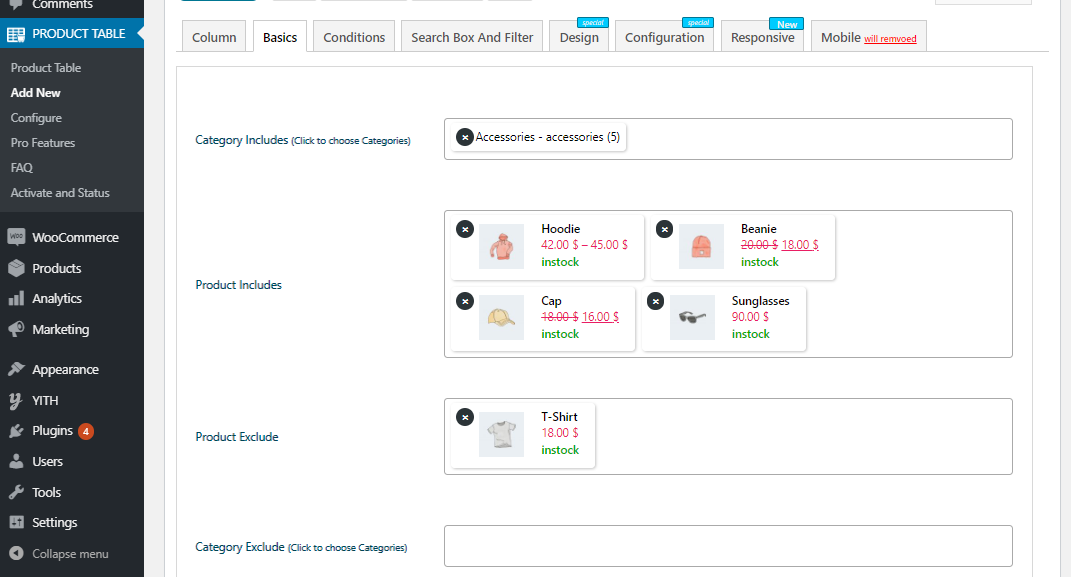 Comments
PRODUCT TABLE
Product Table
Add New
Configure
Pro Features
FAQ
Activate and Status
WooCommerce
Products
Analytics
Marketing
Appearance
YITH
Plugins 4
Users
Tools
Settings
Collapse menu
special special New
Column Basics Conditions Search Box And Filter Design Configuration Responsive Mobile will remvoed
Category Includes (Click to choose Categories)
× Accessories - accessories (5)
Product Includes
× Hoodie
42.00 $ – 45.00 $
instock
× Beanie
20.00 $ 18.00 $
instock
× Cap
18.00 $ 16.00 $
instock
× Sunglasses
90.00 $
instock
Product Exclude
× T-Shirt
18.00 $
instock
Category Exclude (Click to choose Categories)